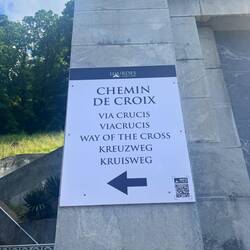 LOURDES
CHEMIN
DE CROIX
VIA CRUCIS
VIACRUCIS
WAY OF THE CROSS
KREUZWEG
KRUISWEG